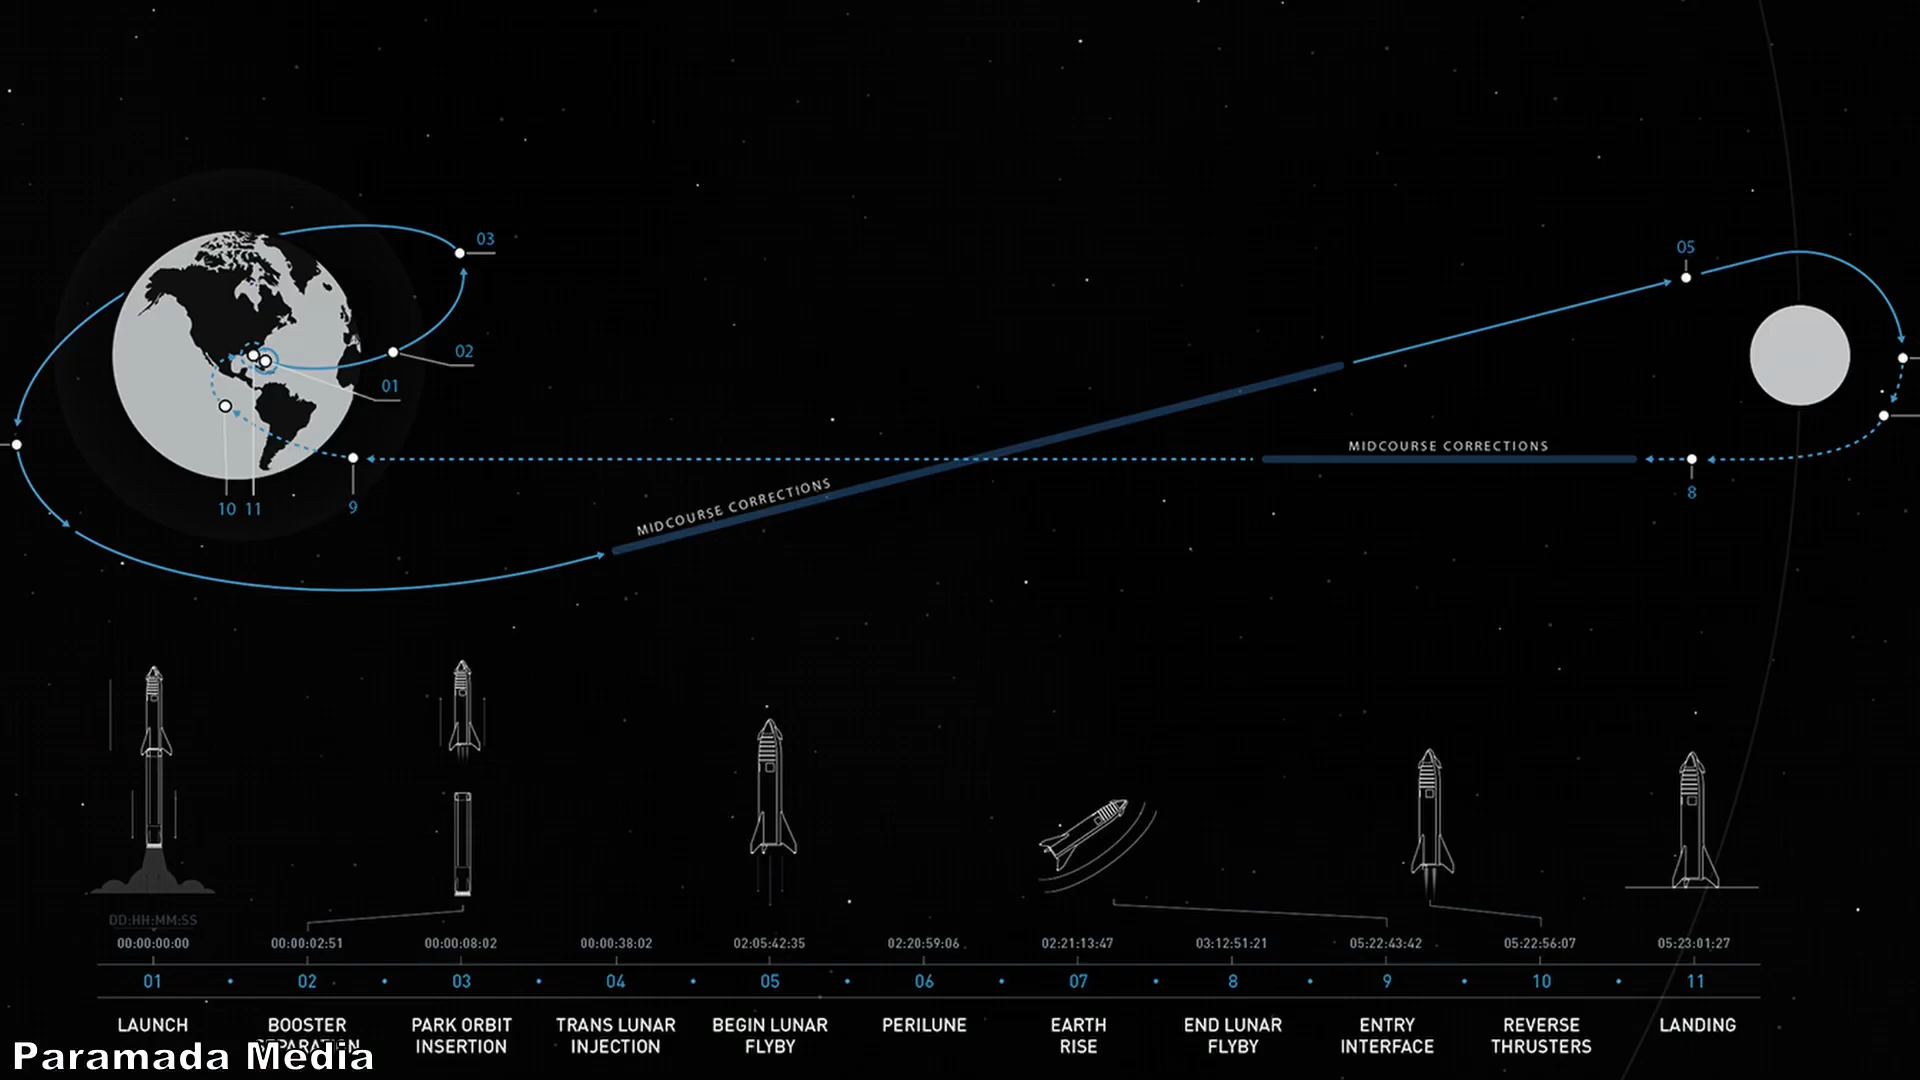 03
05
02
01
MIDCOURSE CORRECTIONS
MIDCOURSE CORRECTIONS
8
10 11 9
DD:HH:MM:SS
00:00:00:00 00:00:02:51 00:00:08:02 00:00:38:02 02:05:42:35 02:20:59:06 02:21:13:47 03:12:51:21 05:22:43:42 05:22:56:07 05:23:01:27
01 • 02 • 03 • 04 • 05 • 06 • 07 • 8 • 9 • 10 • 11
LAUNCH BOOSTER PARK ORBIT TRANS LUNAR BEGIN LUNAR PERILUNE EARTH END LUNAR ENTRY REVERSE LANDING
SEPARATION INSERTION INJECTION FLYBY RISE FLYBY INTERFACE THRUSTERS
Paramada Media